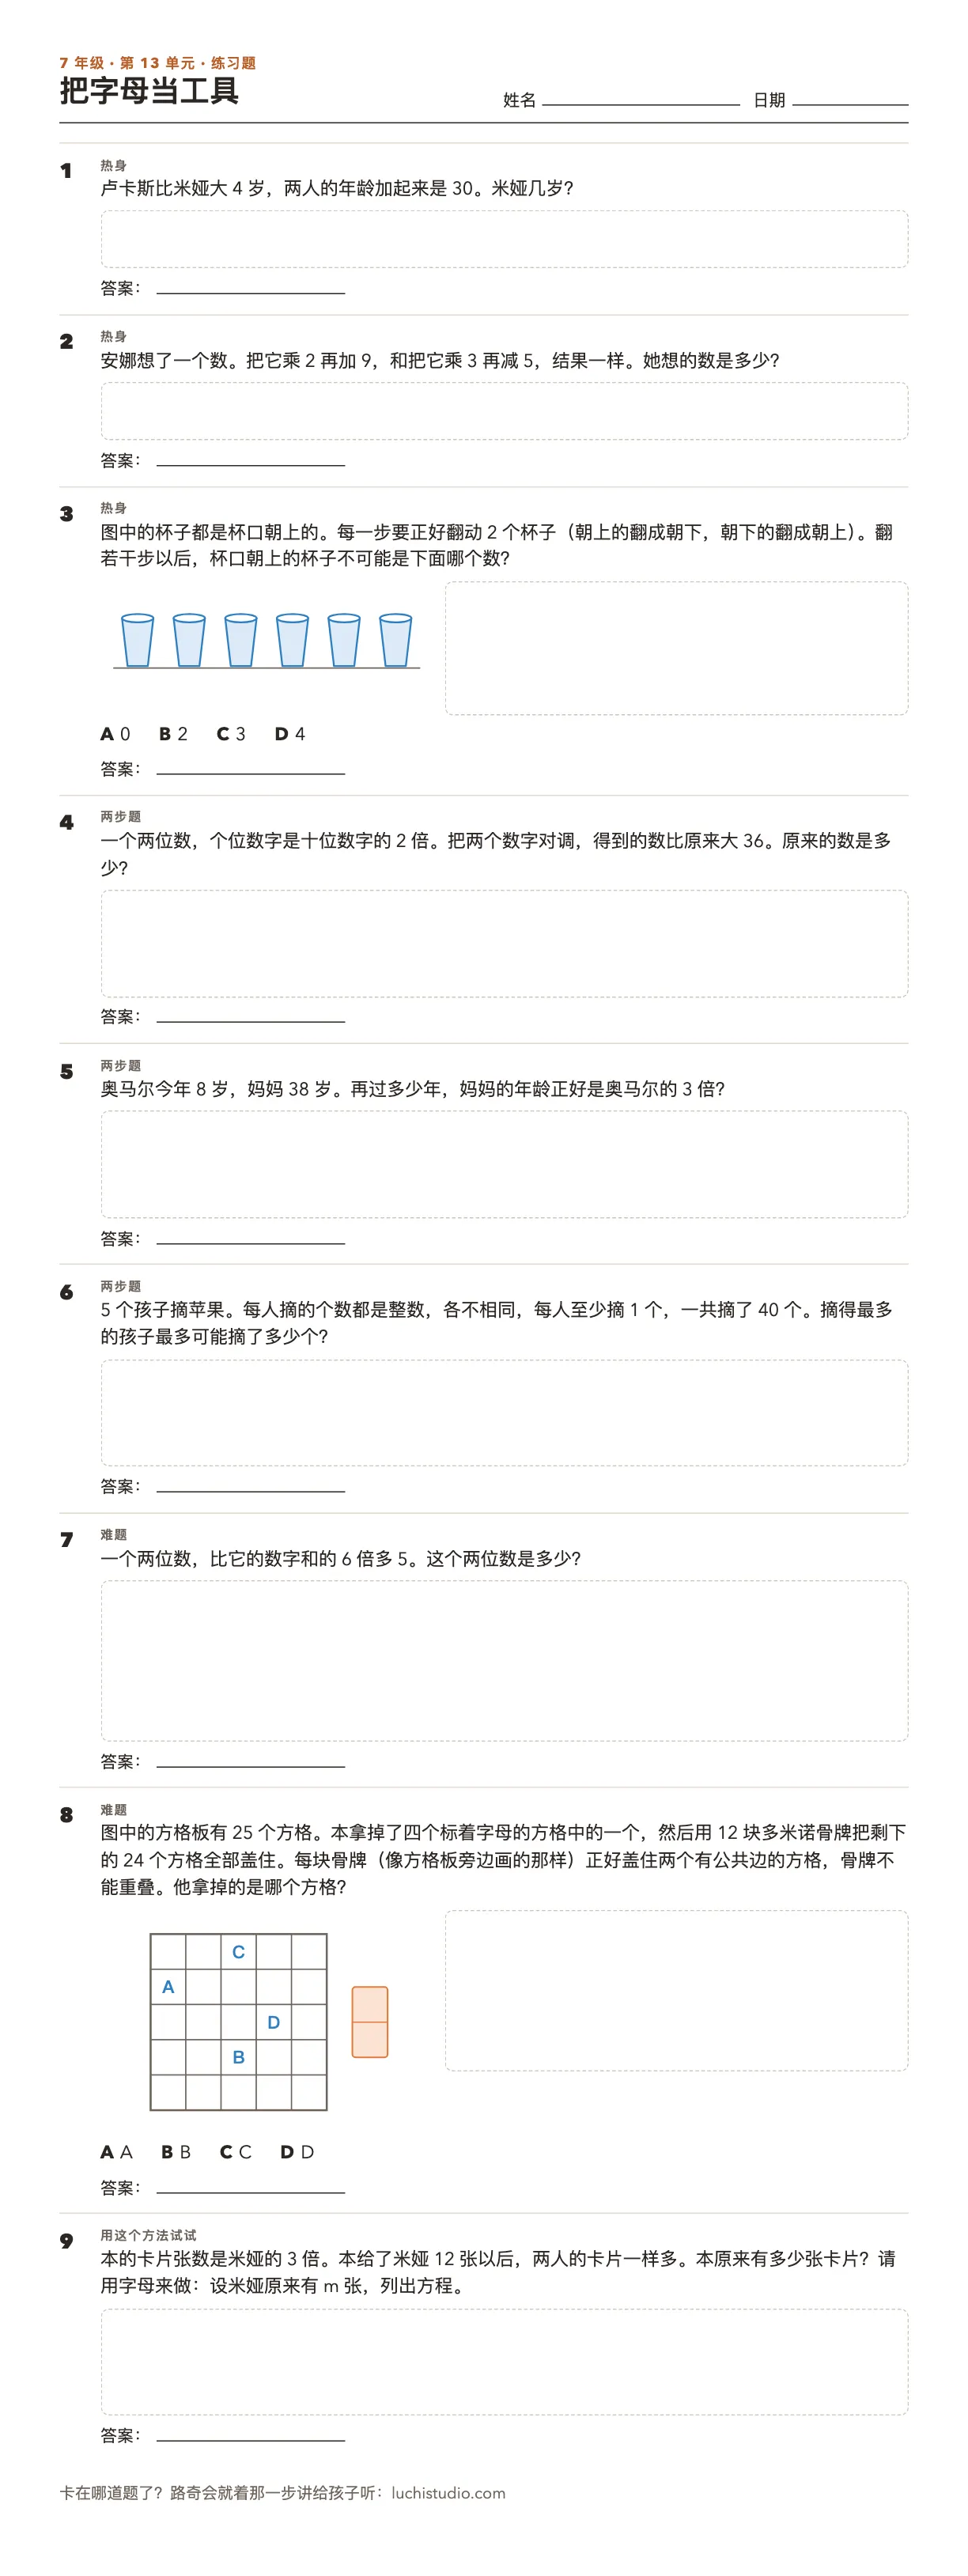 7 年级 · 第 13 单元 · 练习题
把字母当工具
姓名 日期
1
热身
卢卡斯比米娅大 4 岁，两人的年龄加起来是 30。米娅几岁？
答案：
2
热身
安娜想了一个数。把它乘 2 再加 9，和把它乘 3 再减 5，结果一样。她想的数是多少？
答案：
3
热身
图中的杯子都是杯口朝上的。每一步要正好翻动 2 个杯子（朝上的翻成朝下，朝下的翻成朝上）。翻
若干步以后，杯口朝上的杯子不可能是下面哪个数？
A 0 B 2 C 3 D 4
答案：
4
两步题
一个两位数，个位数字是十位数字的 2 倍。把两个数字对调，得到的数比原来大 36。原来的数是多
少？
答案：
5
两步题
奥马尔今年 8 岁，妈妈 38 岁。再过多少年，妈妈的年龄正好是奥马尔的 3 倍？
答案：
6
两步题
5 个孩子摘苹果。每人摘的个数都是整数，各不相同，每人至少摘 1 个，一共摘了 40 个。摘得最多
的孩子最多可能摘了多少个？
答案：
7
难题
一个两位数，比它的数字和的 6 倍多 5。这个两位数是多少？
答案：
8
难题
图中的方格板有 25 个方格。本拿掉了四个标着字母的方格中的一个，然后用 12 块多米诺骨牌把剩下
的 24 个方格全部盖住。每块骨牌（像方格板旁边画的那样）正好盖住两个有公共边的方格，骨牌不
能重叠。他拿掉的是哪个方格？
C
A
D
B
A A B B C C D D
答案：
9
用这个方法试试
本的卡片张数是米娅的 3 倍。本给了米娅 12 张以后，两人的卡片一样多。本原来有多少张卡片？请
用字母来做：设米娅原来有 m 张，列出方程。
答案：
卡在哪道题了？路奇会就着那一步讲给孩子听：luchistudio.com